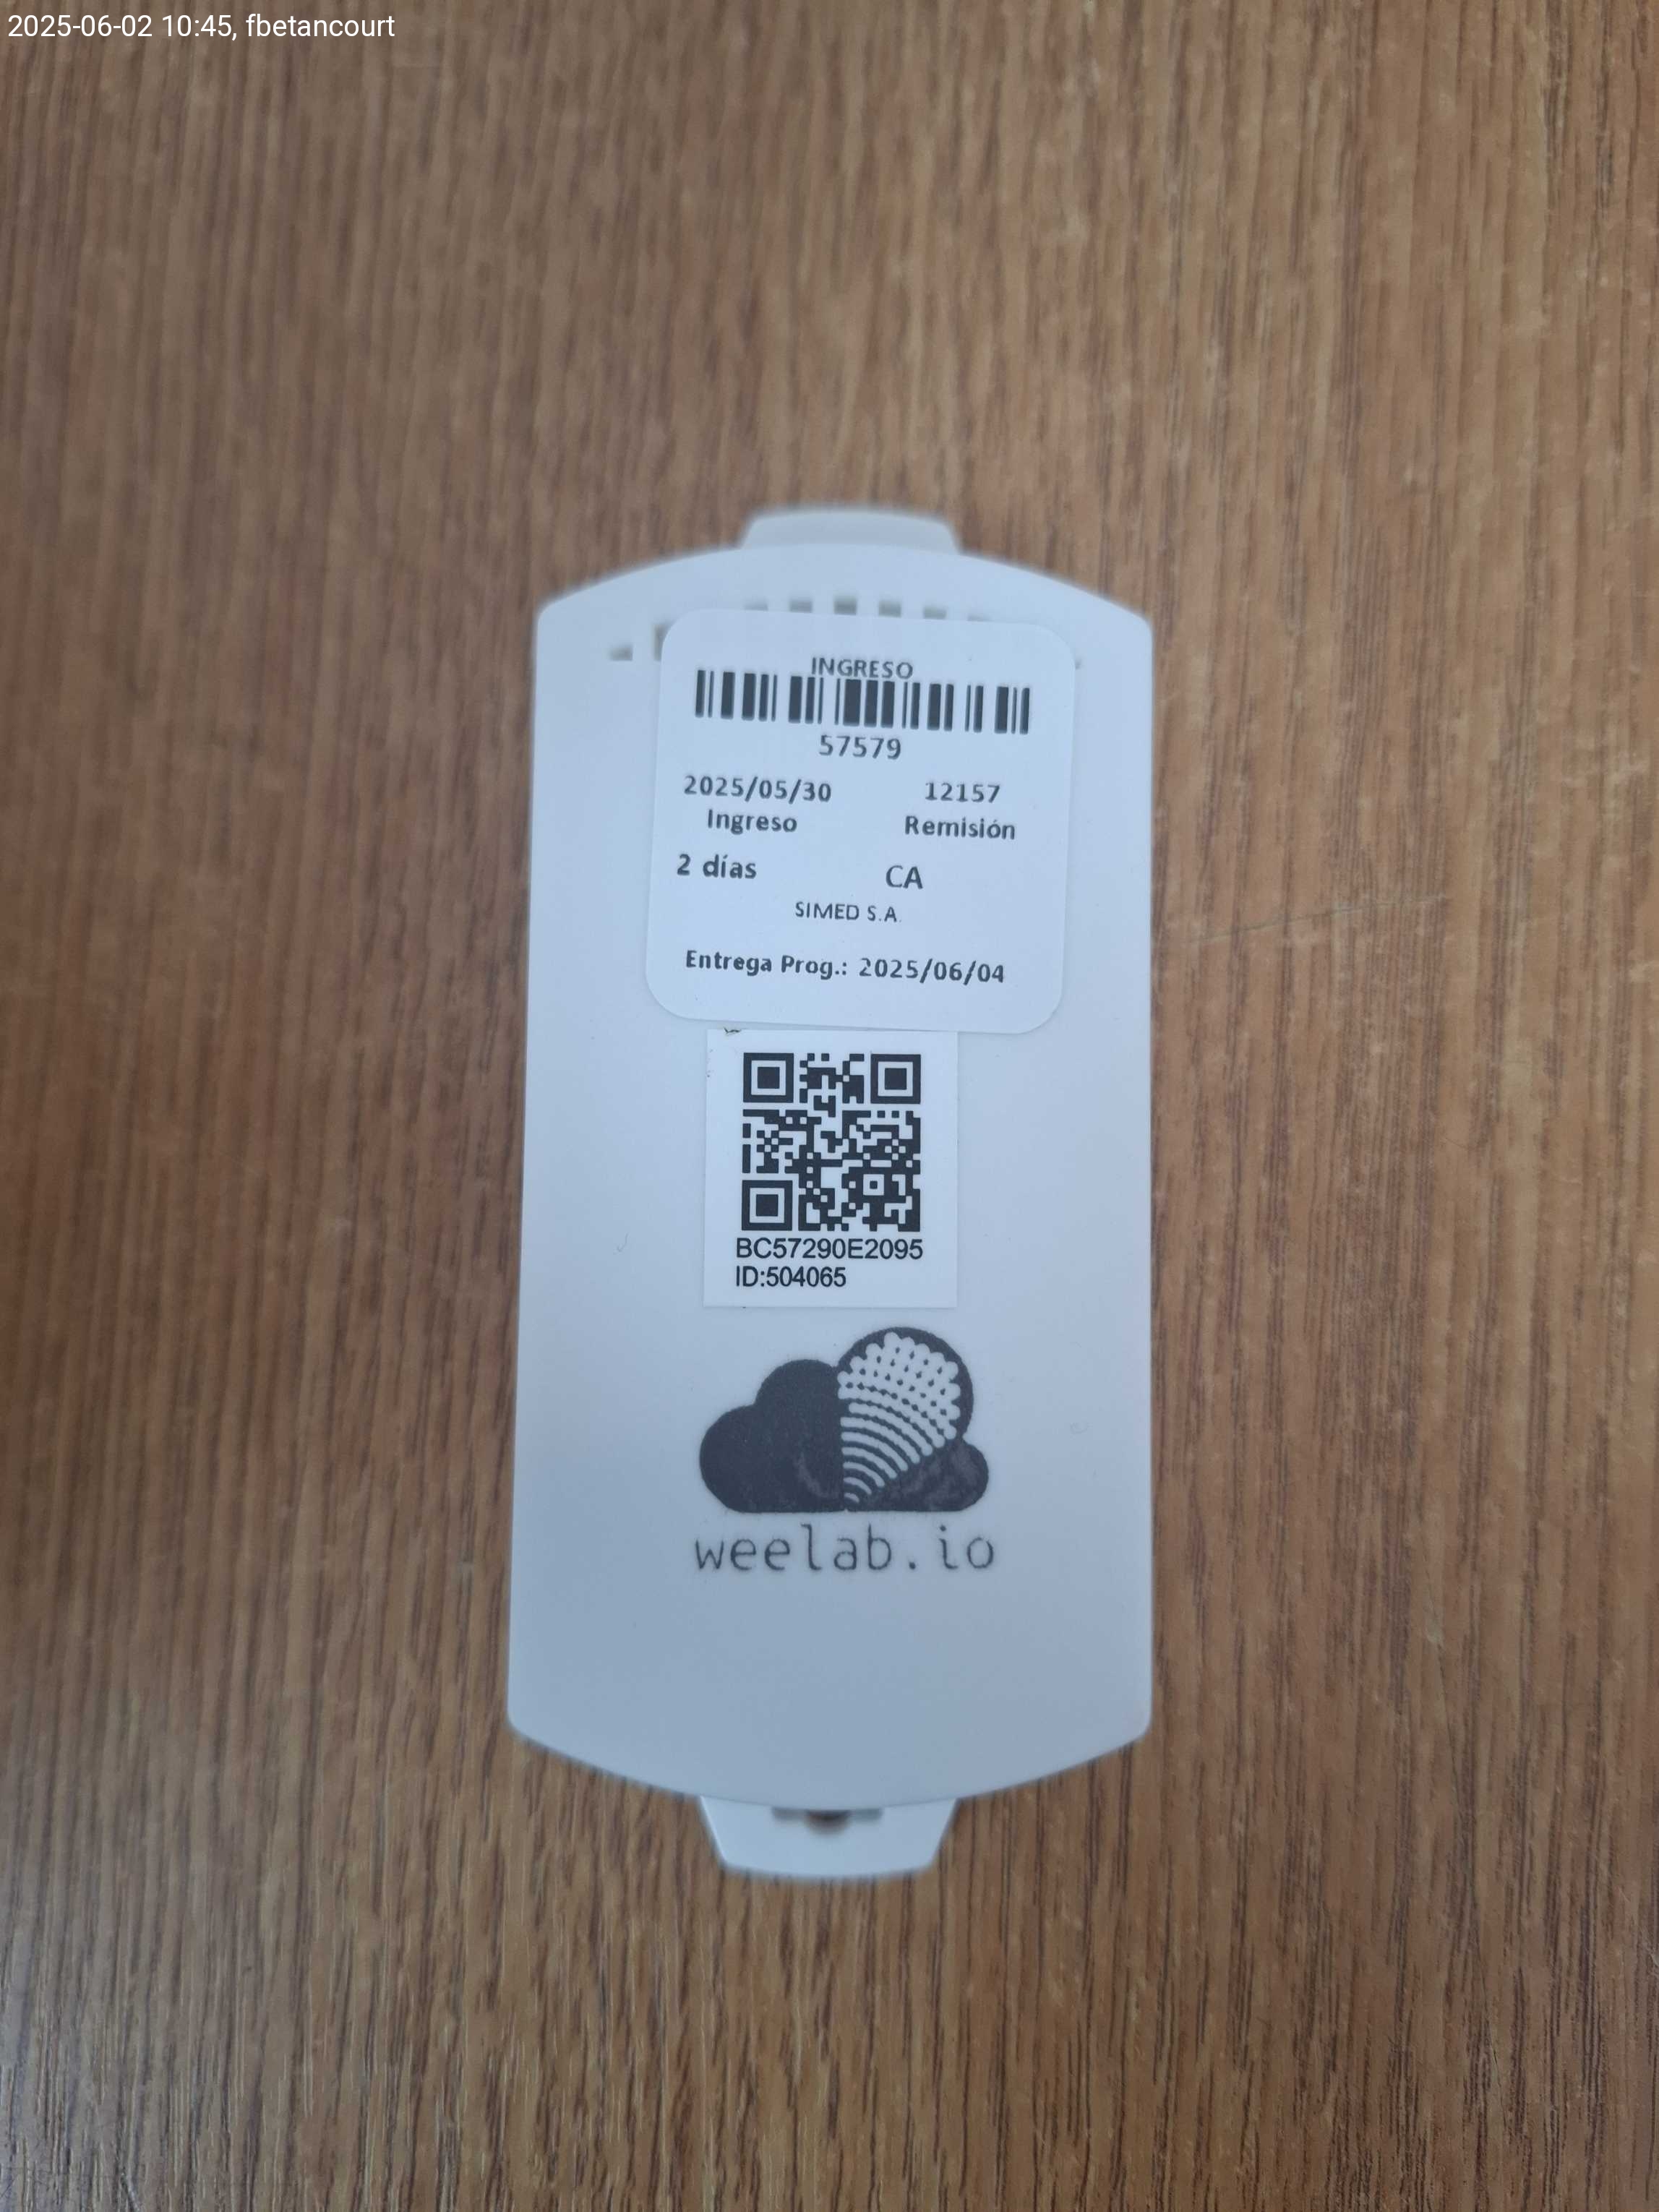 2025-06-02 10:45, fbetancourt
INGRESO
57579
2025/05/30 12157
Ingreso Remisión
2 días CA
SIMED S.A.
Entrega Prog.: 2025/06/04
BC57290E2095
ID:504065
weelab.io